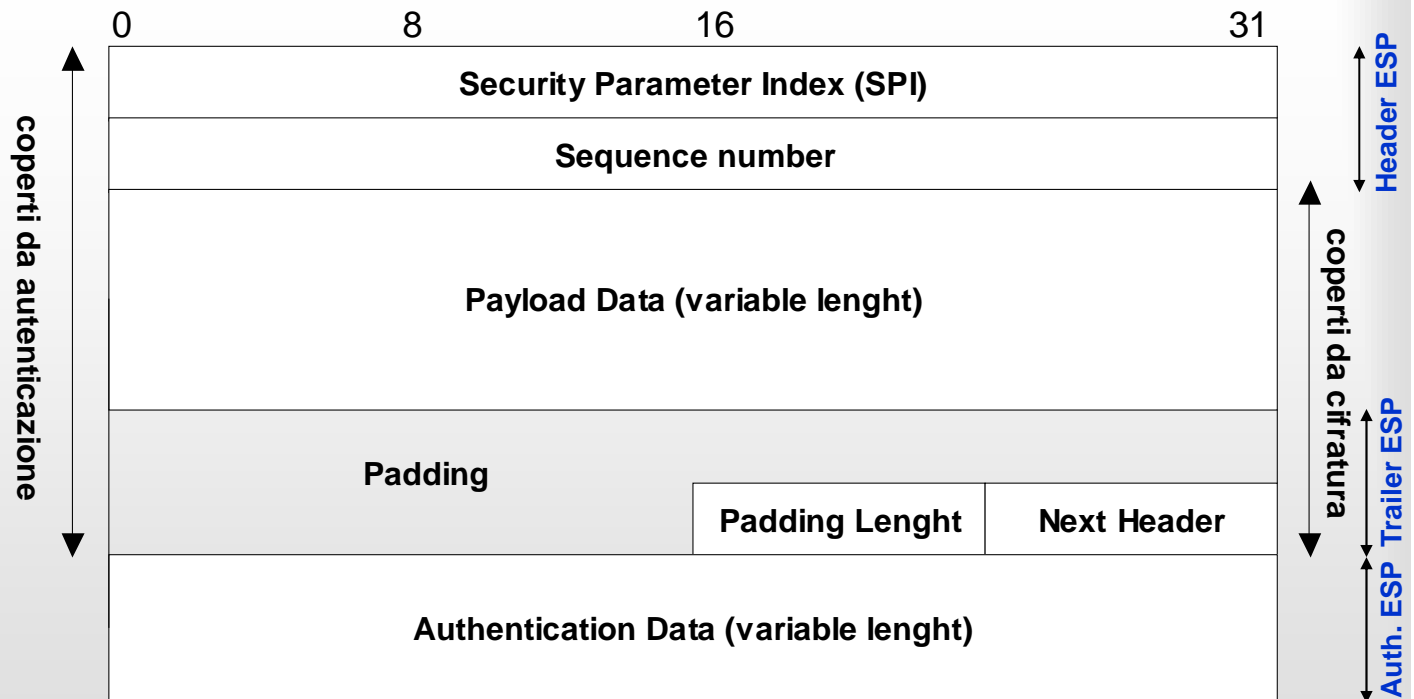 0 8 16 31
Security Parameter Index (SPI)
Sequence number
Payload Data (variable lenght)
Padding
Padding Lenght
Next Header
Authentication Data (variable lenght)
coperti da autenticazione
coperti da cifratura
Header ESP
Trailer ESP
Auth. ESP